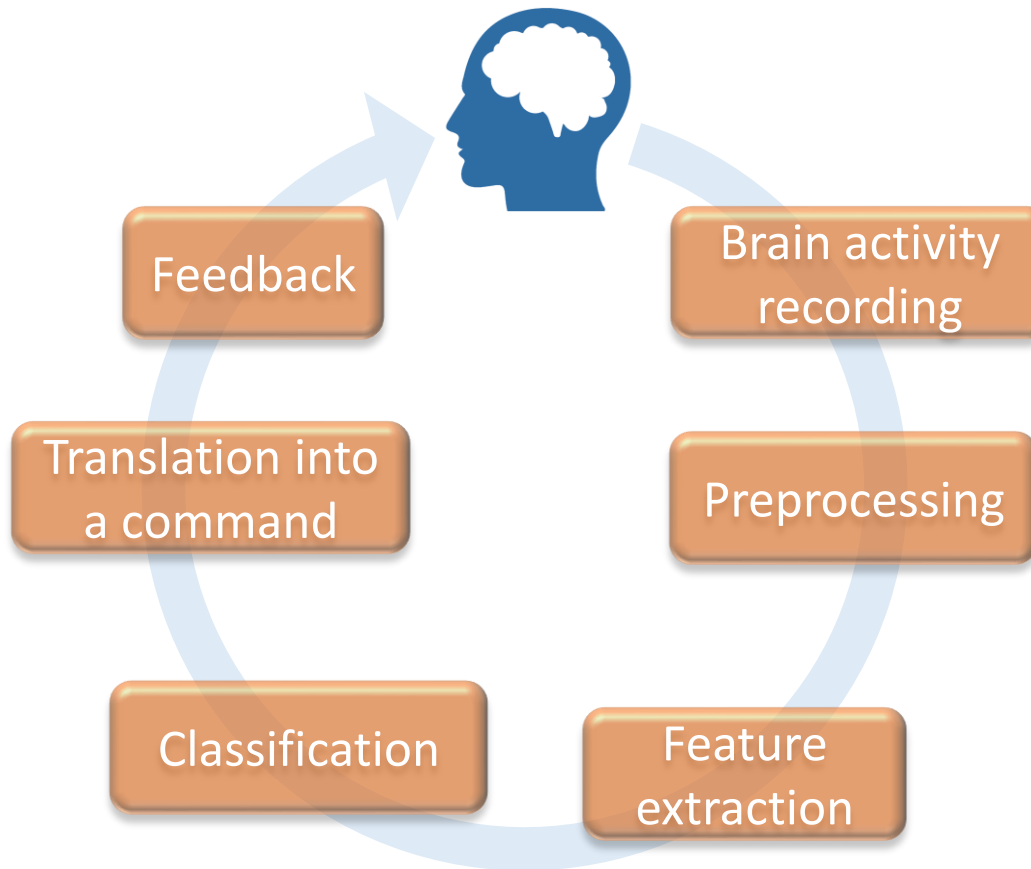 Brain activity
recording
Preprocessing
Feature
extraction
Classification
Translation into
a command
Feedback